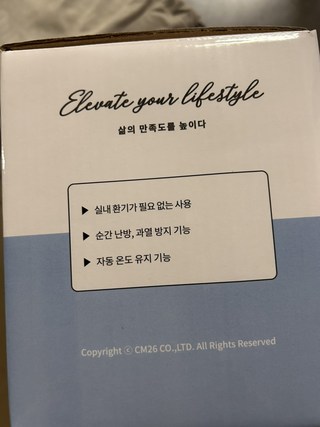 Elevate your lifestyle
삶의 만족도를 높이다
▶ 실내 환기가 필요 없는 사용
▶ 순간 난방, 과열 방지 기능
▶ 자동 온도 유지 기능
Copyright ⓒ CM26 CO.,LTD. All Rights Reserved